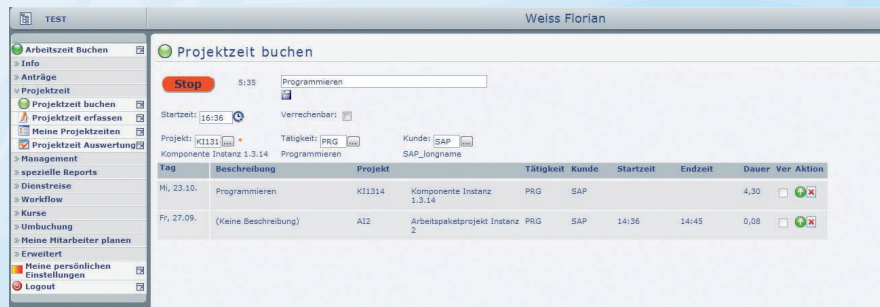 TEST
Weiss Florian
Arbeitszeit Buchen
» Info
» Anträge
Projektzeit
Projektzeit buchen
Projektzeit erfassen
Meine Projektzeiten
Projektzeit Auswertung
» Management
» spezielle Reports
» Dienstreise
» Workflow
» Kurse
» Umbuchung
» Meine Mitarbeiter planen
» Erweitert
Meine persönlichen
Einstellungen
Logout
Projektzeit buchen
Stop 5:35 Programmieren
Startzeit: 16:36 Verrechenbar:
Projekt: KI131 ... * Tätigkeit: PRG ... Kunde: SAP ...
Komponente Instanz 1.3.14 Programmieren SAP_longname
Tag Beschreibung Projekt Tätigkeit Kunde Startzeit Endzeit Dauer Ver Aktion
Mi, 23.10. Programmieren KI1314 Komponente Instanz PRG SAP 4,30
1.3.14
Fr, 27.09. (Keine Beschreibung) AI2 Arbeitspaketprojekt Instanz PRG SAP 14:36 14:45 0,08
2